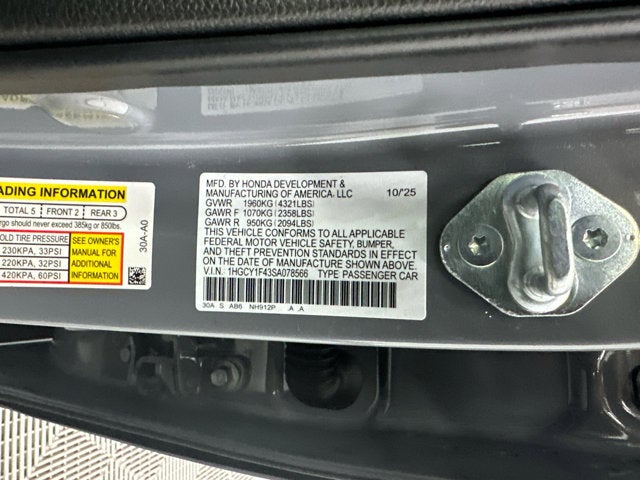 ADING INFORMATION
TOTAL 5 FRONT 2 REAR 3
rgo should never exceed 385kg or 850lbs.
OLD TIRE PRESSURE
230KPA, 33PSI
220KPA, 32PSI
420KPA, 60PSI
SEE OWNER'S
MANUAL FOR
ADDITIONAL
INFORMATION
30A-A0
MFD. BY HONDA DEVELOPMENT & 10/'25
MANUFACTURING OF AMERICA, LLC
GVWR 1960KG(4321LBS)
GAWR F 1070KG(2358LBS)
GAWR R 950KG(2094LBS)
THIS VEHICLE CONFORMS TO ALL APPLICABLE
FEDERAL MOTOR VEHICLE SAFETY, BUMPER,
AND THEFT PREVENTION STANDARDS IN EFFECT
ON THE DATE OF MANUFACTURE SHOWN ABOVE.
V.I.N. : 1HGCY1F43SA078566 TYPE PASSENGER CAR
30A S AB6 NH912P . .A .A